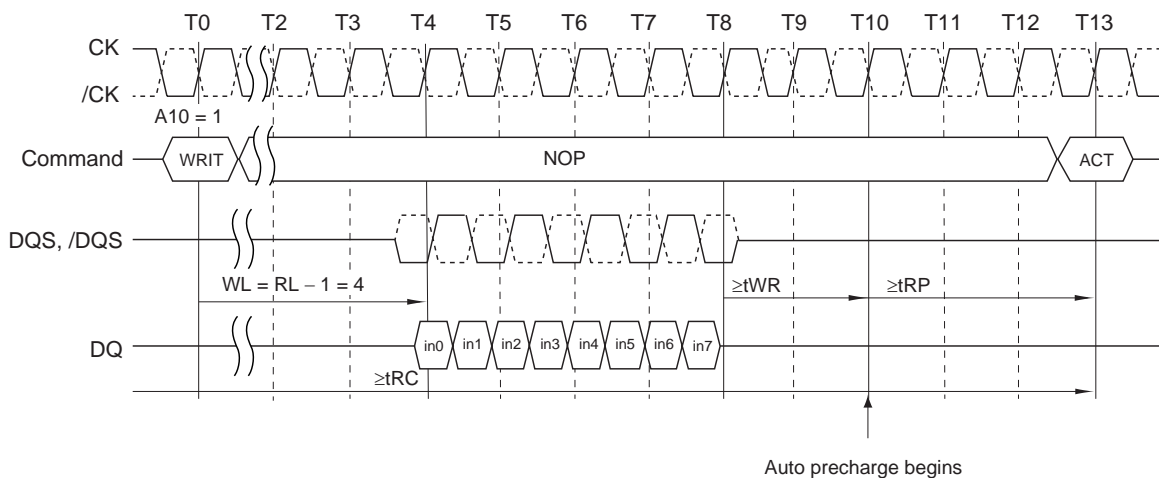 T0 T2 T3 T4 T5 T6 T7 T8 T9 T10 T11 T12 T13
CK
/CK
A10 = 1
Command WRIT NOP ACT
DQS, /DQS
WL = RL − 1 = 4 ≥tWR ≥tRP
DQ in0 in1 in2 in3 in4 in5 in6 in7
≥tRC
Auto precharge begins